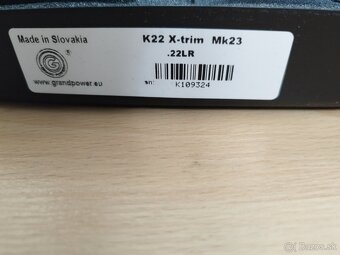 Made in Slovakia
K22 X-trim Mk23
.22LR
www.grandpower.eu
sn:
K109324
Bazos.sk